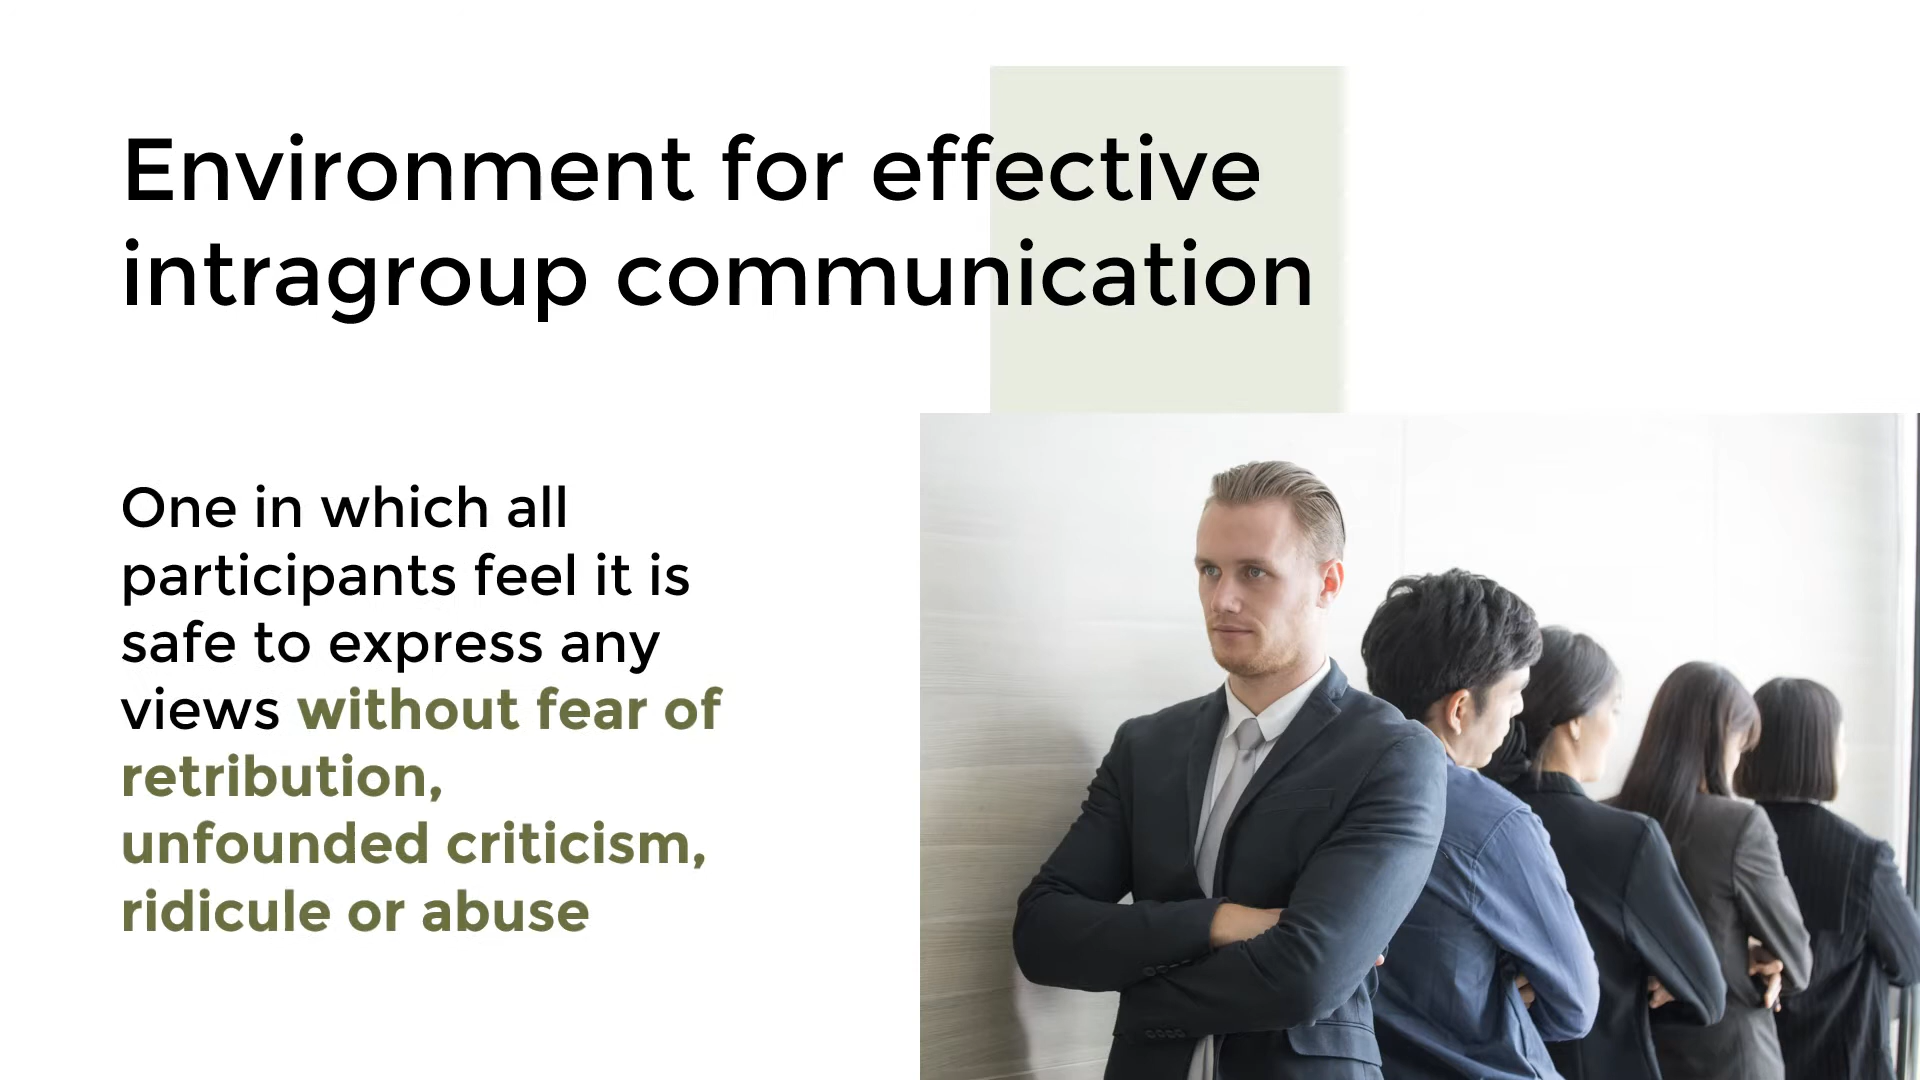 Environment for effective
intragroup communication
One in which all
participants feel it is
safe to express any
views without fear of
retribution,
unfounded criticism,
ridicule or abuse